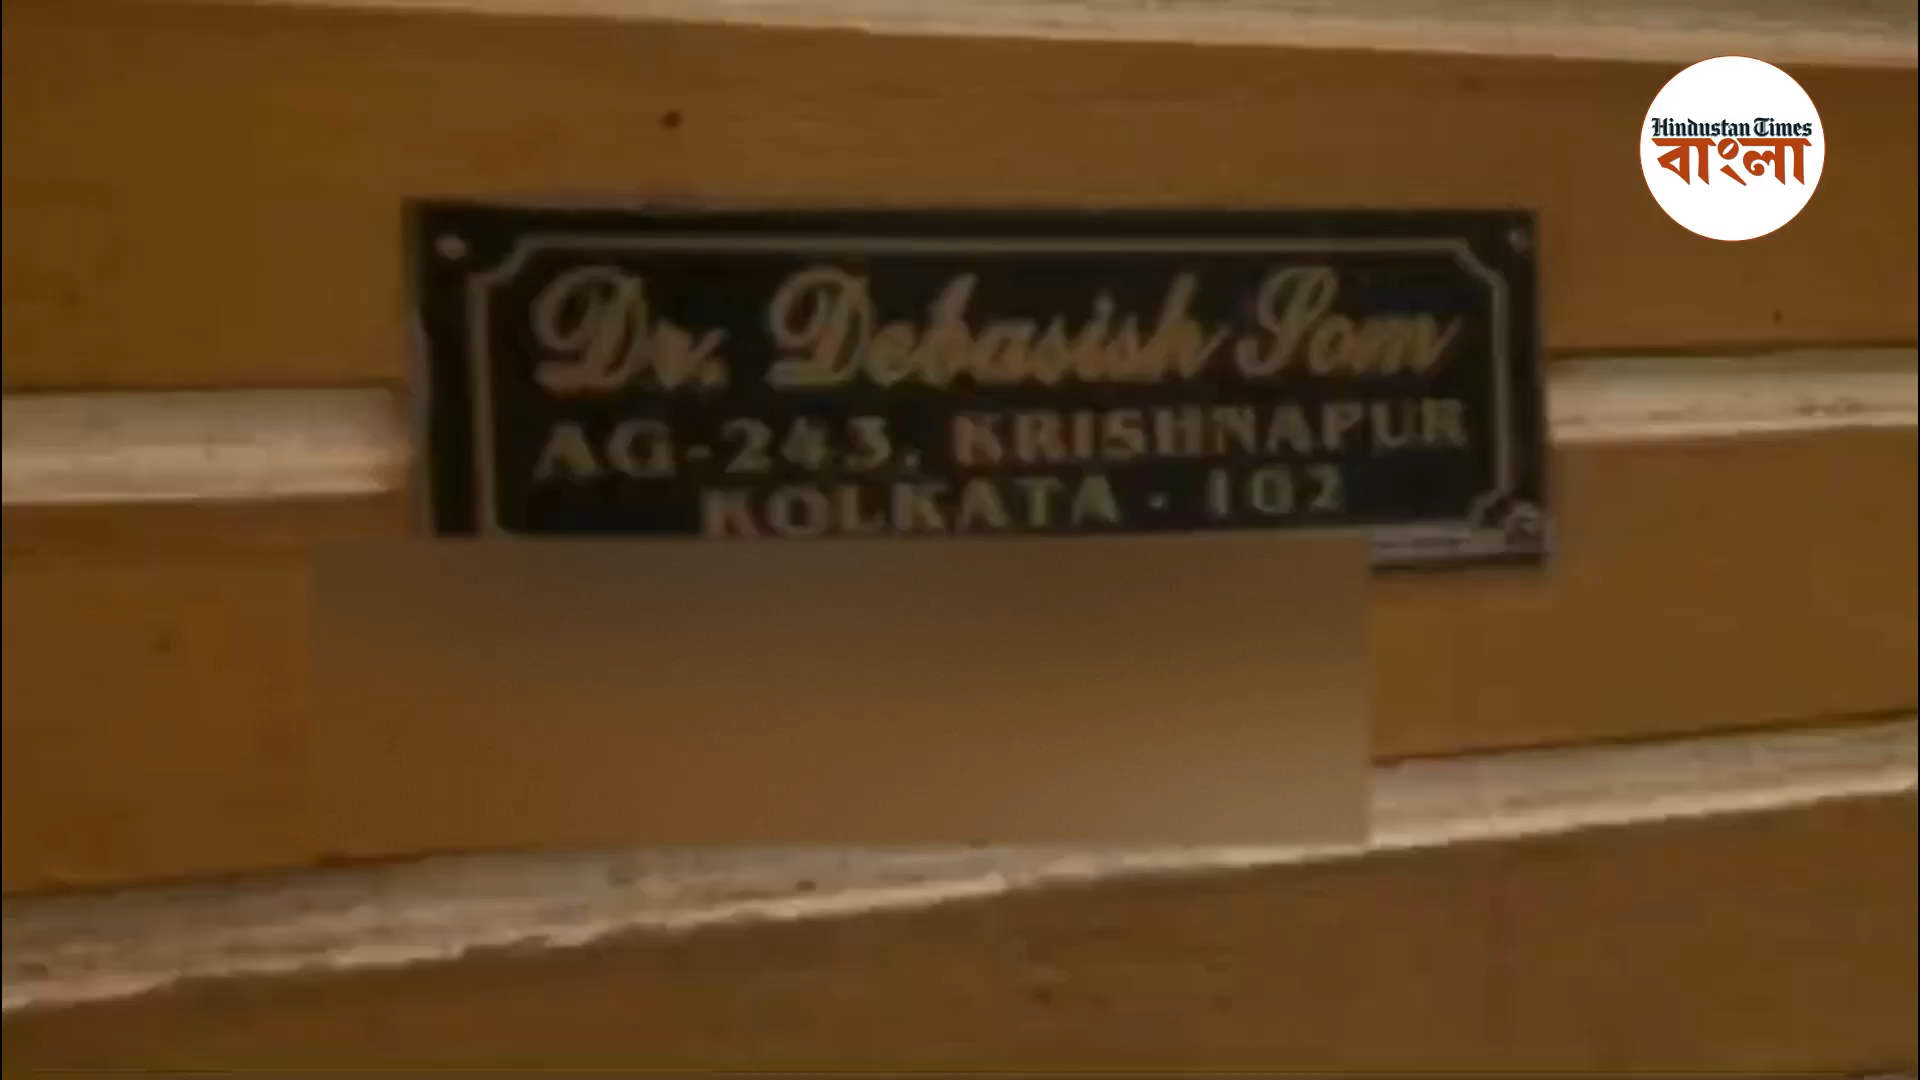 Hindustan Times
বাংলা
Dr. Debasish Som
AG-243, KRISHNAPUR
KOLKATA - 102